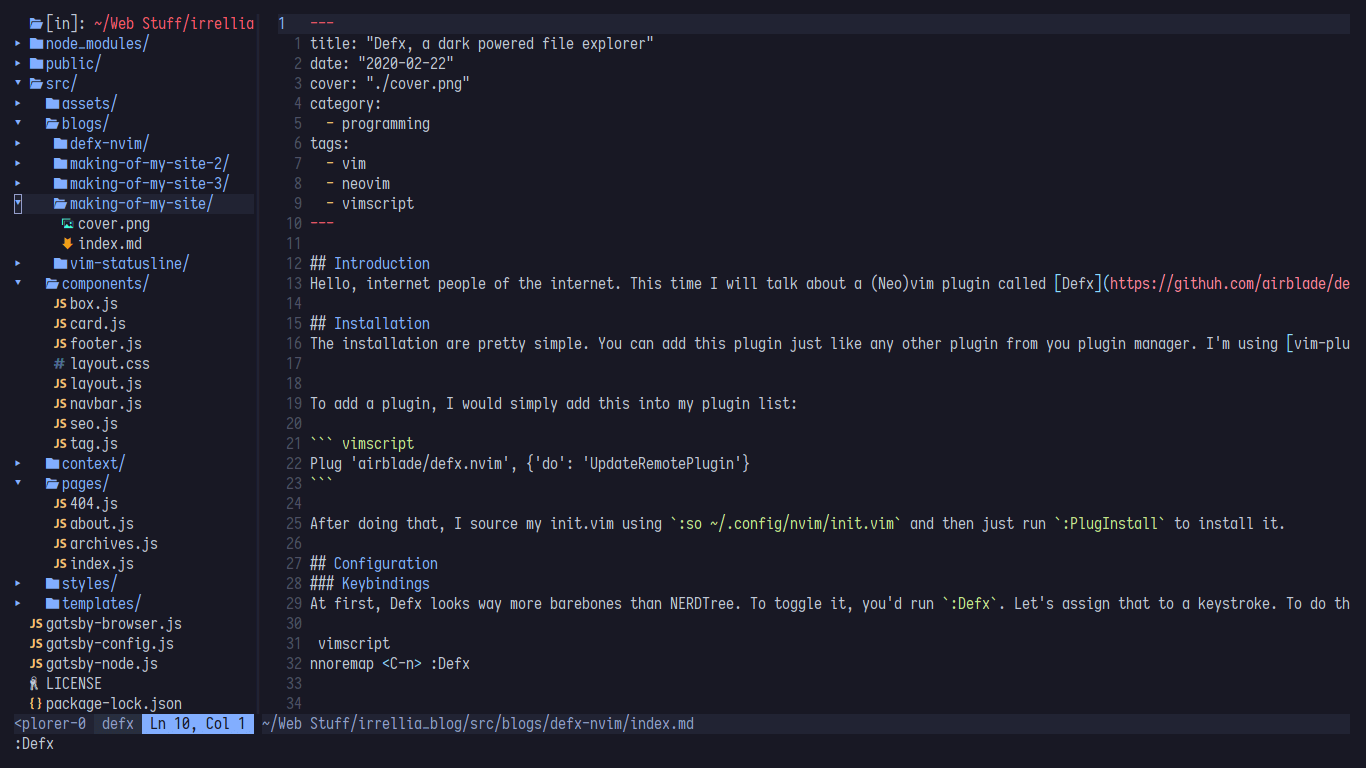 [in]: ~/Web Stuff/irrellia
node_modules/
public/
src/
assets/
blogs/
defx-nvim/
making-of-my-site-2/
making-of-my-site-3/
making-of-my-site/
cover.png
index.md
vim-statusline/
components/
JS box.js
JS card.js
JS footer.js
# layout.css
JS layout.js
JS navbar.js
JS seo.js
JS tag.js
context/
pages/
JS 404.js
JS about.js
JS archives.js
JS index.js
styles/
templates/
JS gatsby-browser.js
JS gatsby-config.js
JS gatsby-node.js
LICENSE
{} package-lock.json
<plorer-0 defx Ln 10, Col 1
1 ---
1 title: "Defx, a dark powered file explorer"
2 date: "2020-02-22"
3 cover: "./cover.png"
4 category:
5 - programming
6 tags:
7 - vim
8 - neovim
9 - vimscript
10 ---
11
12 ## Introduction
13 Hello, internet people of the internet. This time I will talk about a (Neo)vim plugin called [Defx](https://githuh.com/airblade/de
14
15 ## Installation
16 The installation are pretty simple. You can add this plugin just like any other plugin from you plugin manager. I'm using [vim-plu
17
18
19 To add a plugin, I would simply add this into my plugin list:
20
21 ``` vimscript
22 Plug 'airblade/defx.nvim', {'do': 'UpdateRemotePlugin'}
23 ```
24
25 After doing that, I source my init.vim using `:so ~/.config/nvim/init.vim` and then just run `:PlugInstall` to install it.
26
27 ## Configuration
28 ### Keybindings
29 At first, Defx looks way more barebones than NERDTree. To toggle it, you'd run `:Defx`. Let's assign that to a keystroke. To do th
30
31 vimscript
32 nnoremap <C-n> :Defx
33
34
~/Web Stuff/irrellia_blog/src/blogs/defx-nvim/index.md
:Defx